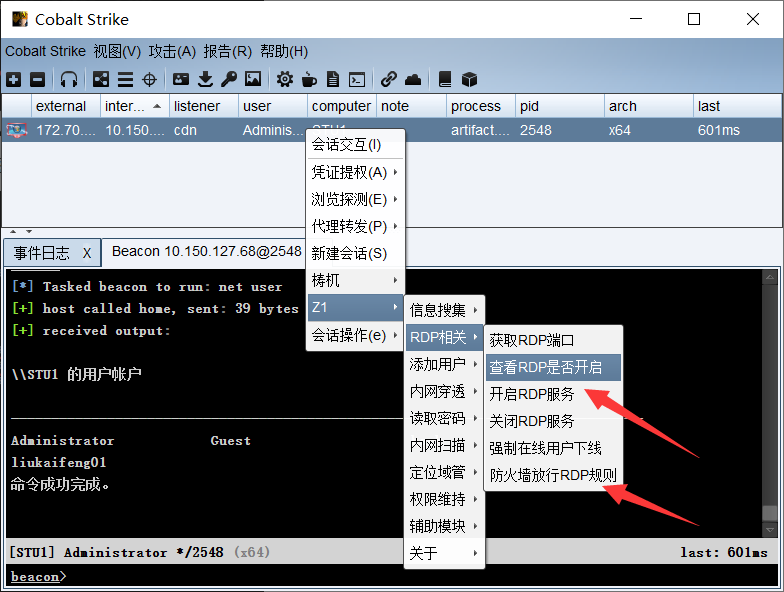 Cobalt Strike
Cobalt Strike 视图(V) 攻击(A) 报告(R) 帮助(H)
external inter... listener user computer note process pid arch last
172.70.... 10.150.... cdn Adminis... STU1 artifact.... 2548 x64 601ms
会话交互(I)
凭证提权(A)
浏览探测(E)
代理转发(P)
新建会话(S)
梼杌
Z1
会话操作(e)
事件日志 X Beacon 10.150.127.68@2548
[*] Tasked beacon to run: net user
[+] host called home, sent: 39 bytes
[+] received output:
\\STU1 的用户帐户
Administrator Guest
liukaifeng01
命令成功完成。
信息搜集
RDP相关
添加用户
内网穿透
读取密码
内网扫描
定位域管
权限维持
辅助模块
关于
获取RDP端口
查看RDP是否开启
开启RDP服务
关闭RDP服务
强制在线用户下线
防火墙放行RDP规则
[STU1] Administrator */2548 (x64) last: 601ms
beacon>